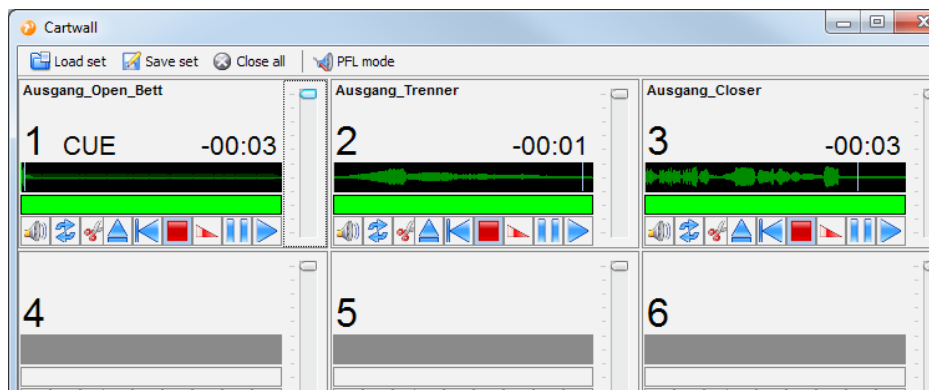 Cartwall
Load set Save set Close all PFL mode
Ausgang_Open_Bett Ausgang_Trenner Ausgang_Closer
1 CUE -00:03 2 -00:01 3 -00:03
4 5 6